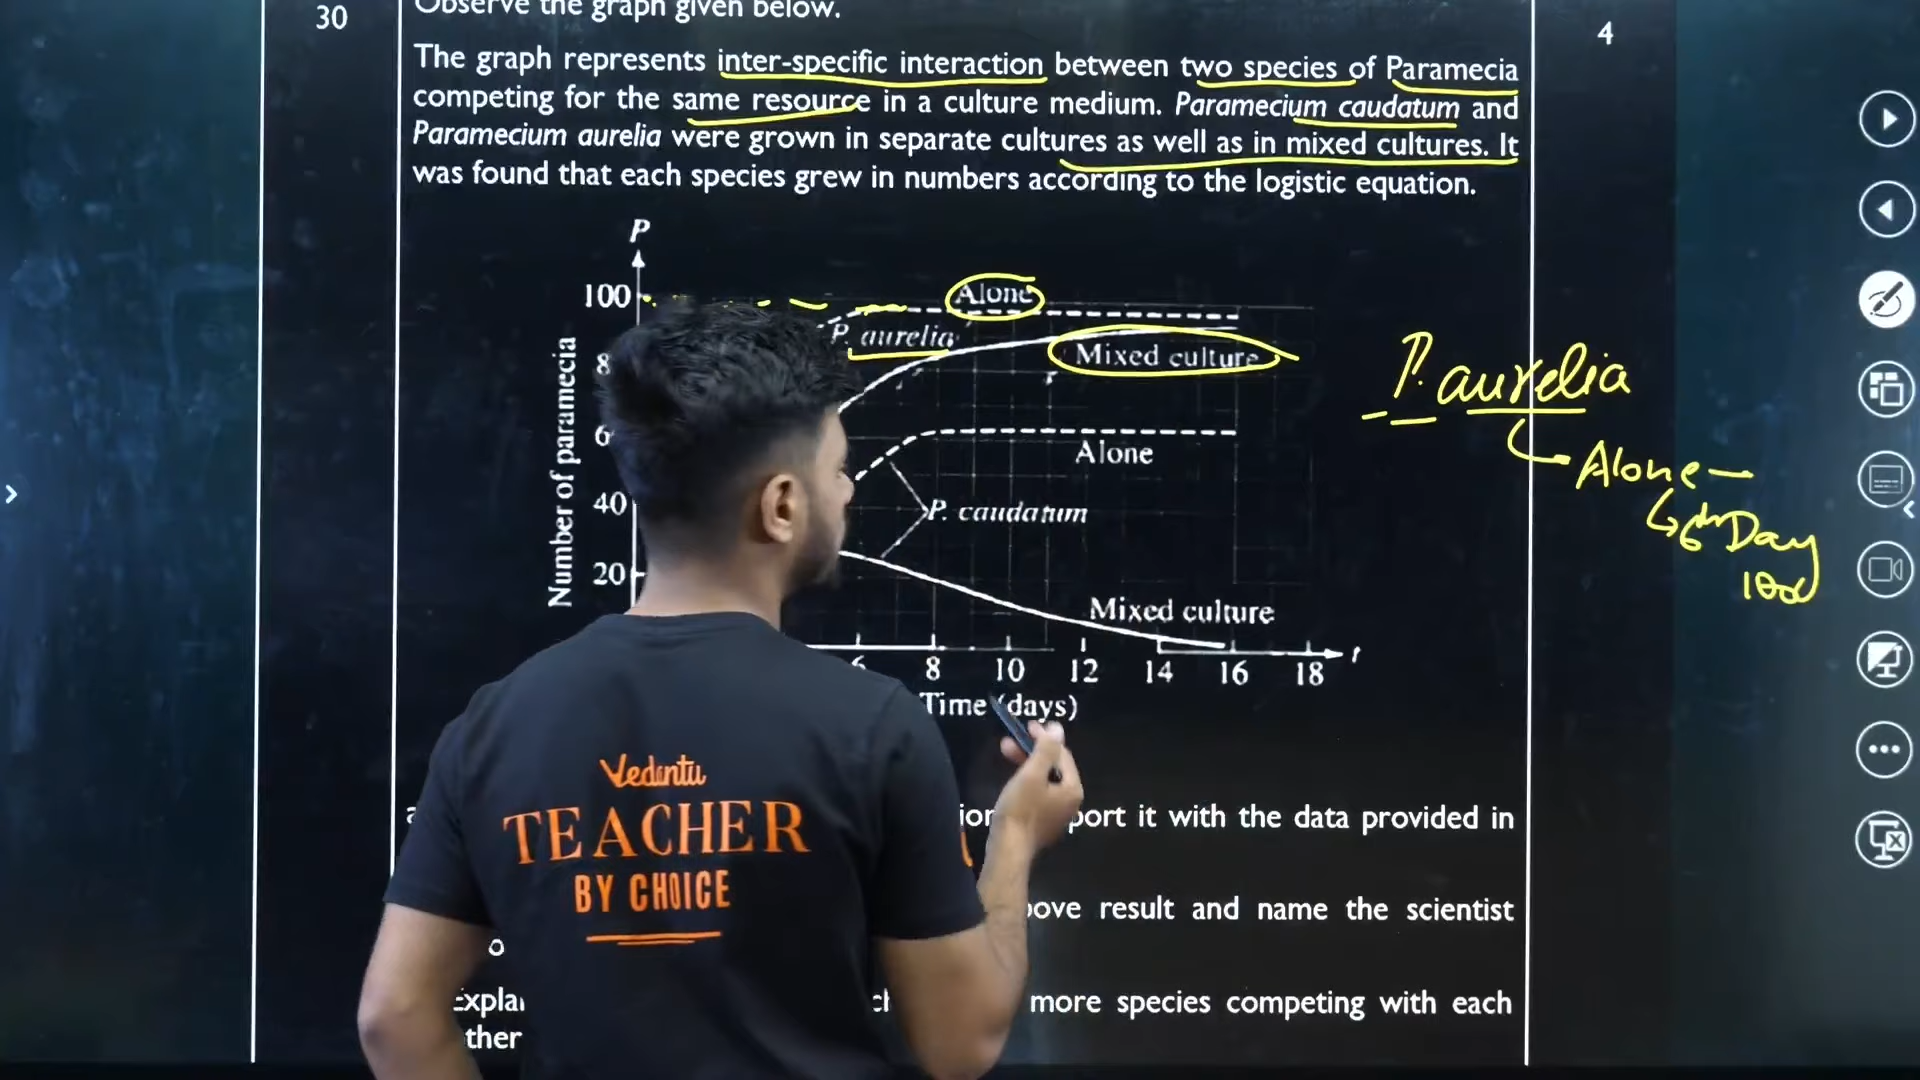 30
Observe the graph given below.
4
The graph represents inter-specific interaction between two species of Paramecia
competing for the same resource in a culture medium. Paramecium caudatum and
Paramecium aurelia were grown in separate cultures as well as in mixed cultures. It
was found that each species grew in numbers according to the logistic equation.
P
100
Alone
P. aurelia
Mixed culture
8
6
Alone
40
P. caudatum
20
Mixed culture
Number of paramecia
6 8 10 12 14 16 18 t
Time (days)
P. aurelia
Alone —
6th Day
Vedantu
TEACHER
BY CHOICE
port it with the data provided in
ove result and name the scientist
more species competing with each
ther